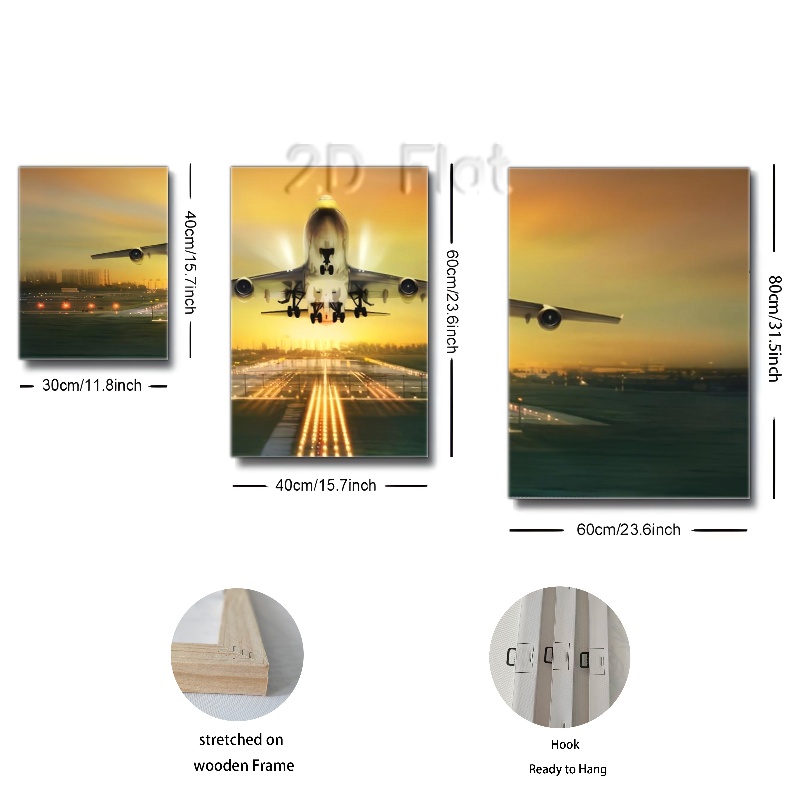 2D Flat
40cm/15.7inch
30cm/11.8inch
60cm/23.6inch
40cm/15.7inch
80cm/31.5inch
60cm/23.6inch
stretched on
wooden Frame
Hook
Ready to Hang